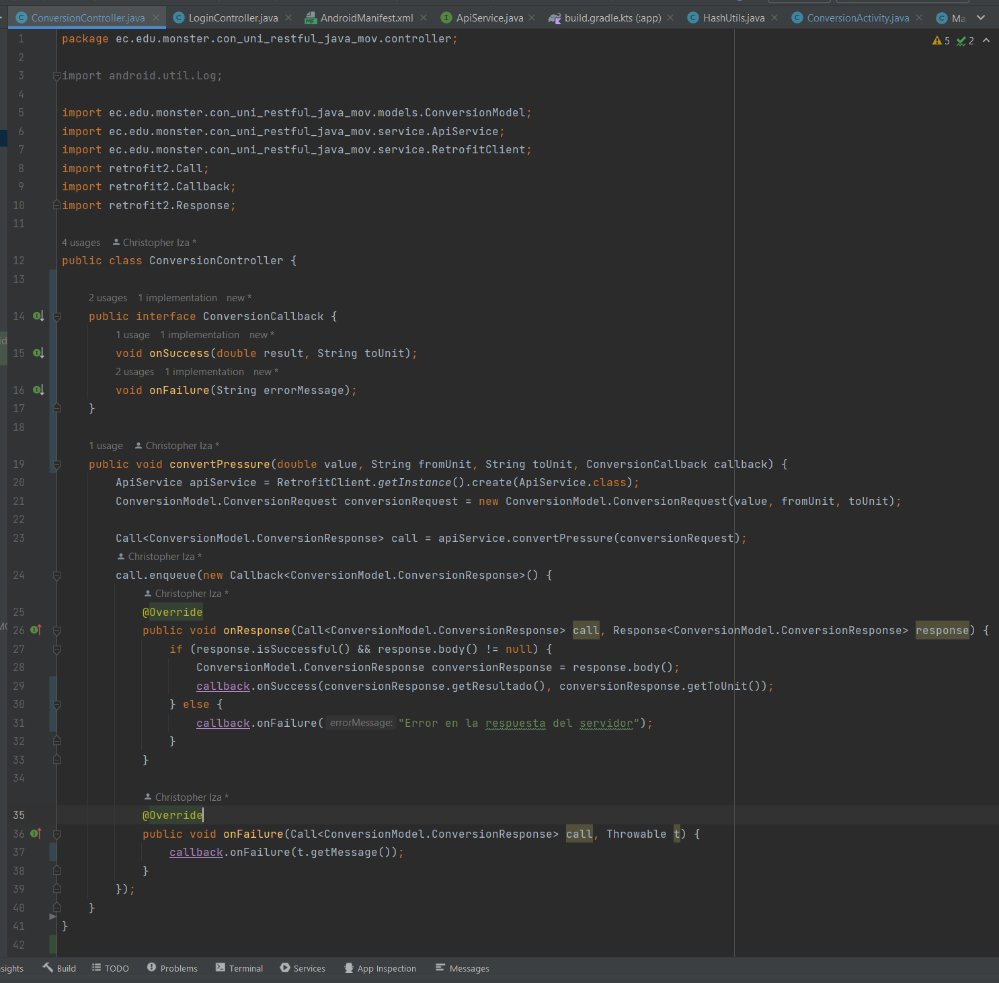 ConversionController.java LoginController.java AndroidManifest.xml ApiService.java build.gradle.kts (:app) HashUtils.java ConversionActivity.java Ma
5 2
1 package ec.edu.monster.con_uni_restful_java_mov.controller;
2
3 import android.util.Log;
4
5 import ec.edu.monster.con_uni_restful_java_mov.models.ConversionModel;
6 import ec.edu.monster.con_uni_restful_java_mov.service.ApiService;
7 import ec.edu.monster.con_uni_restful_java_mov.service.RetrofitClient;
8 import retrofit2.Call;
9 import retrofit2.Callback;
10 import retrofit2.Response;
11
4 usages Christopher Iza *
12 public class ConversionController {
13
2 usages 1 implementation new *
14 public interface ConversionCallback {
1 usage 1 implementation new *
15 void onSuccess(double result, String toUnit);
2 usages 1 implementation new *
16 void onFailure(String errorMessage);
17 }
18
1 usage Christopher Iza *
19 public void convertPressure(double value, String fromUnit, String toUnit, ConversionCallback callback) {
20 ApiService apiService = RetrofitClient.getInstance().create(ApiService.class);
21 ConversionModel.ConversionRequest conversionRequest = new ConversionModel.ConversionRequest(value, fromUnit, toUnit);
22
23 Call<ConversionModel.ConversionResponse> call = apiService.convertPressure(conversionRequest);
Christopher Iza *
24 call.enqueue(new Callback<ConversionModel.ConversionResponse>() {
Christopher Iza *
25 @Override
26 public void onResponse(Call<ConversionModel.ConversionResponse> call, Response<ConversionModel.ConversionResponse> response) {
27 if (response.isSuccessful() && response.body() != null) {
28 ConversionModel.ConversionResponse conversionResponse = response.body();
29 callback.onSuccess(conversionResponse.getResultado(), conversionResponse.getToUnit());
30 } else {
31 callback.onFailure( errorMessage: "Error en la respuesta del servidor");
32 }
33 }
34
Christopher Iza *
35 @Override
36 public void onFailure(Call<ConversionModel.ConversionResponse> call, Throwable t) {
37 callback.onFailure(t.getMessage());
38 }
39 });
40 }
41 }
42
sights Build TODO Problems Terminal Services App Inspection Messages